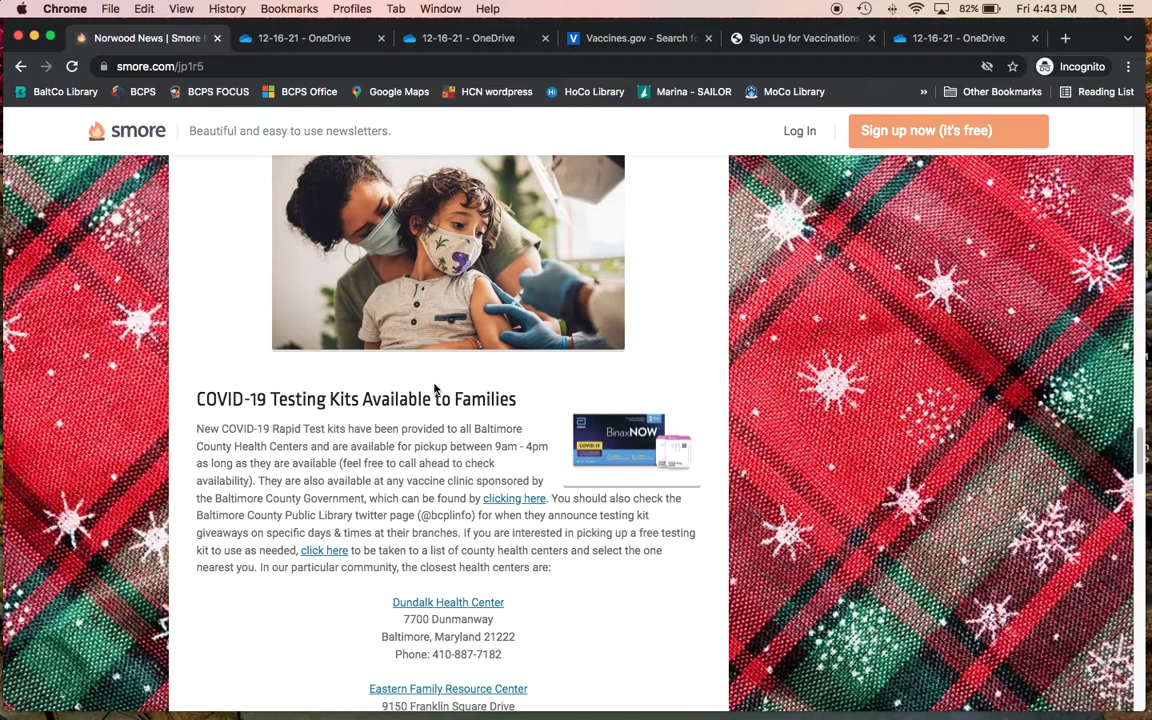 Chrome File Edit View History Bookmarks Profiles Tab Window Help 82% Fri 4:43 PM
Norwood News | Smore 12-16-21 - OneDrive 12-16-21 - OneDrive Vaccines.gov - Search fo Sign Up for Vaccinations 12-16-21 - OneDrive
smore.com/jp1r5 Incognito
BaltCo Library BCPS BCPS FOCUS BCPS Office Google Maps HCN wordpress HoCo Library Marina - SAILOR MoCo Library » Other Bookmarks Reading List
smore Beautiful and easy to use newsletters. Log In Sign up now (it's free)
COVID-19 Testing Kits Available to Families
New COVID-19 Rapid Test kits have been provided to all Baltimore
County Health Centers and are available for pickup between 9am - 4pm
as long as they are available (feel free to call ahead to check
availability). They are also available at any vaccine clinic sponsored by
the Baltimore County Government, which can be found by clicking here. You should also check the
Baltimore County Public Library twitter page (@bcplinfo) for when they announce testing kit
giveaways on specific days & times at their branches. If you are interested in picking up a free testing
kit to use as needed, click here to be taken to a list of county health centers and select the one
nearest you. In our particular community, the closest health centers are:
BinaxNOW
COVID-19
Dundalk Health Center
7700 Dunmanway
Baltimore, Maryland 21222
Phone: 410-887-7182
Eastern Family Resource Center
9150 Franklin Square Drive